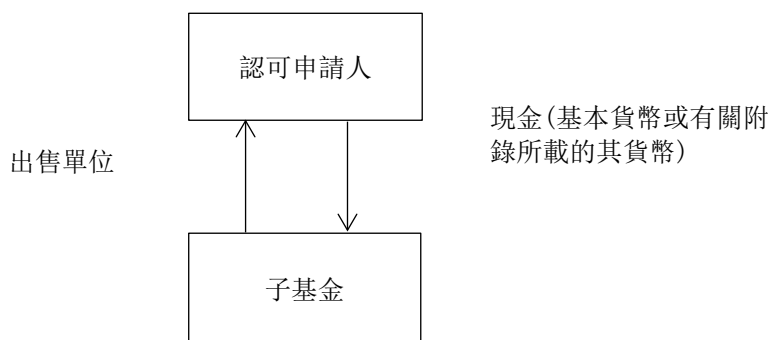 認可申請人
現金(基本貨幣或有關附
錄所載的其貨幣)
出售單位
子基金